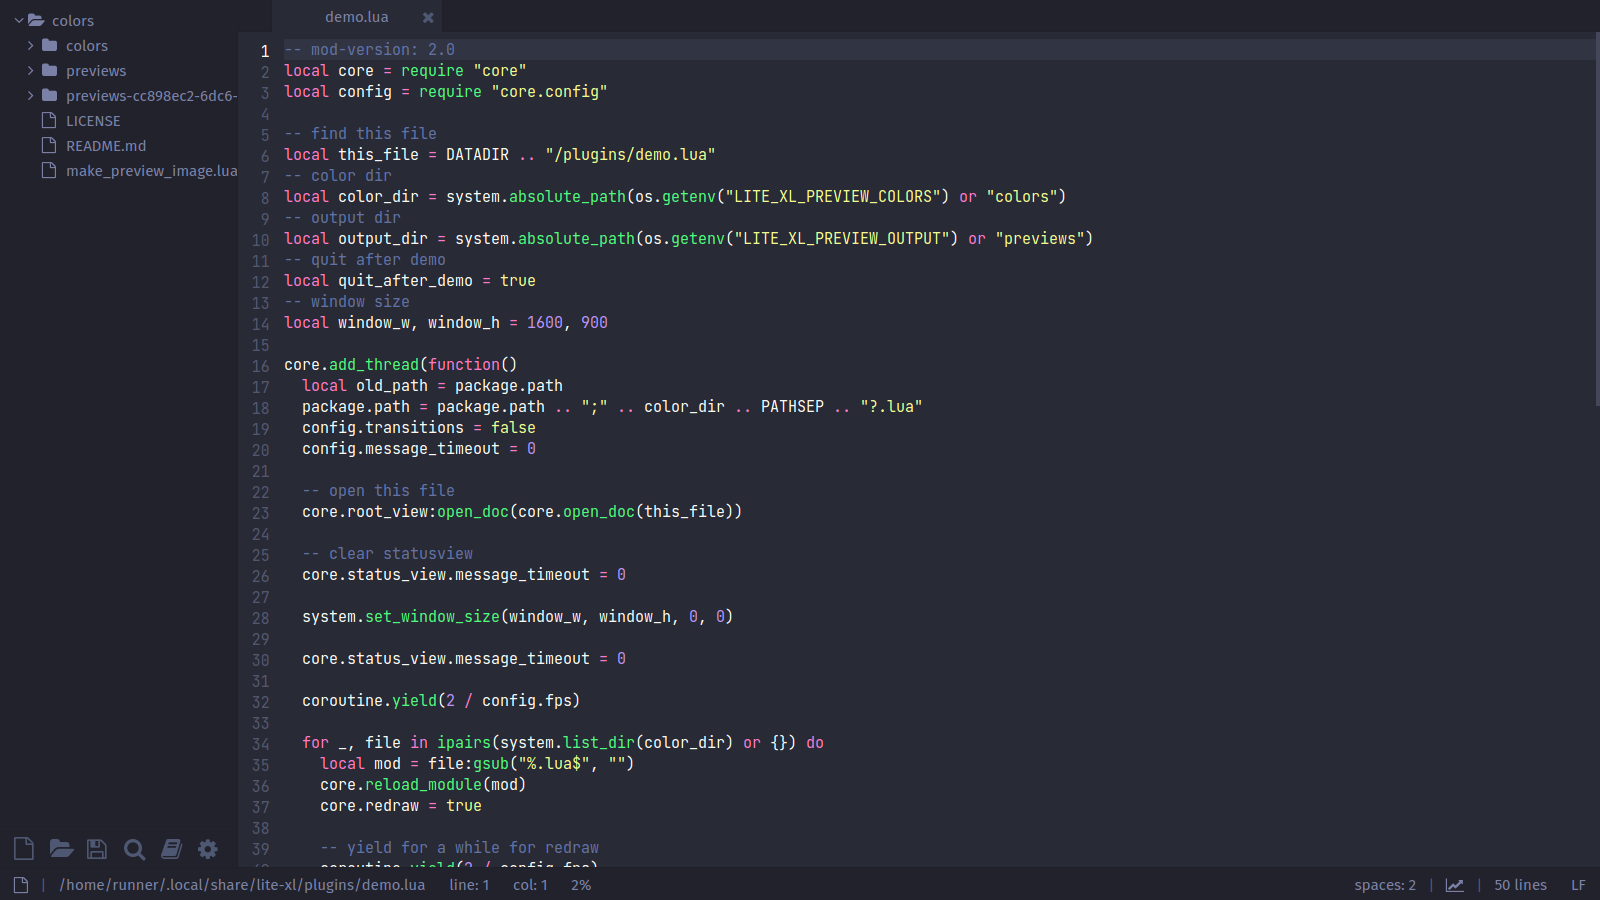 colors
colors
previews
previews-cc898ec2-6dc6-
LICENSE
README.md
make_preview_image.lua
demo.lua
1 -- mod-version: 2.0
2 local core = require "core"
3 local config = require "core.config"
4
5 -- find this file
6 local this_file = DATADIR .. "/plugins/demo.lua"
7 -- color dir
8 local color_dir = system.absolute_path(os.getenv("LITE_XL_PREVIEW_COLORS") or "colors")
9 -- output dir
10 local output_dir = system.absolute_path(os.getenv("LITE_XL_PREVIEW_OUTPUT") or "previews")
11 -- quit after demo
12 local quit_after_demo = true
13 -- window size
14 local window_w, window_h = 1600, 900
15
16 core.add_thread(function()
17   local old_path = package.path
18   package.path = package.path .. ";" .. color_dir .. PATHSEP .. "?.lua"
19   config.transitions = false
20   config.message_timeout = 0
21
22   -- open this file
23   core.root_view:open_doc(core.open_doc(this_file))
24
25   -- clear statusview
26   core.status_view.message_timeout = 0
27
28   system.set_window_size(window_w, window_h, 0, 0)
29
30   core.status_view.message_timeout = 0
31
32   coroutine.yield(2 / config.fps)
33
34   for _, file in ipairs(system.list_dir(color_dir) or {}) do
35     local mod = file:gsub("%.lua$", "")
36     core.reload_module(mod)
37     core.redraw = true
38
39     -- yield for a while for redraw
40     coroutine.yield(2 / config.fps)
/home/runner/.local/share/lite-xl/plugins/demo.lua line: 1 col: 1 2% spaces: 2 50 lines LF